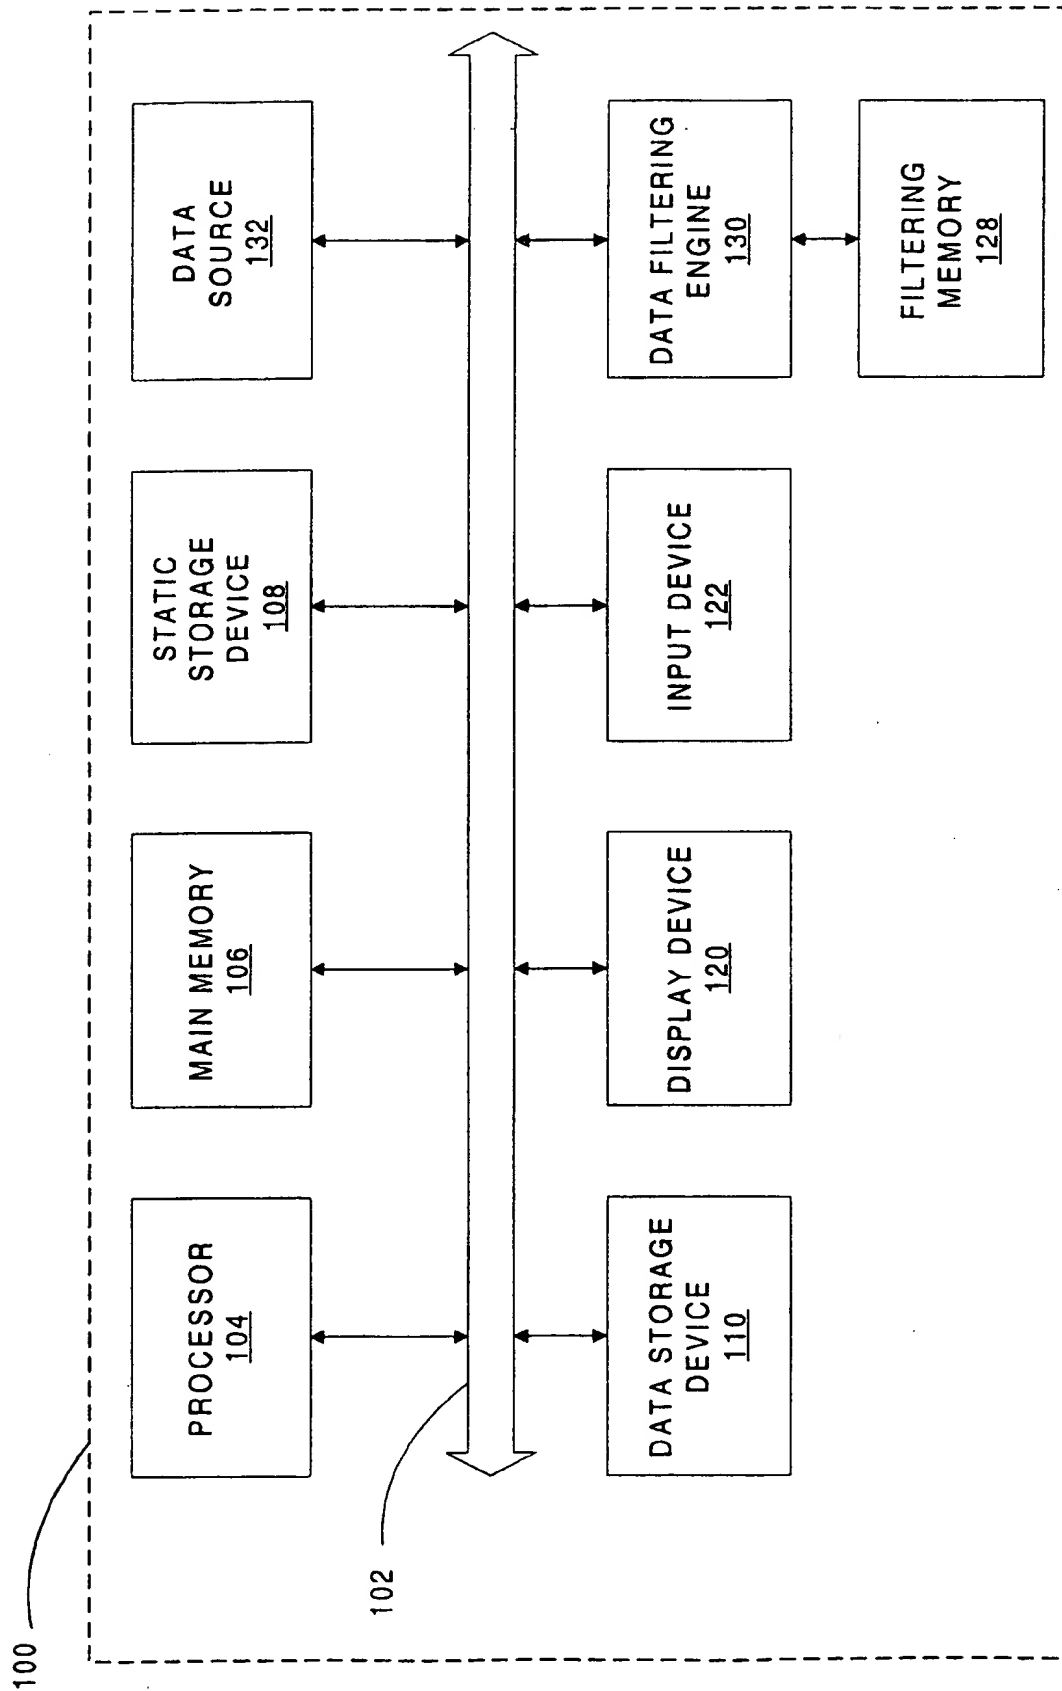 100
102
PROCESSOR
104
MAIN MEMORY
106
STATIC
STORAGE
DEVICE
108
DATA
SOURCE
132
DATA STORAGE
DEVICE
110
DISPLAY DEVICE
120
INPUT DEVICE
122
DATA FILTERING
ENGINE
130
FILTERING
MEMORY
128